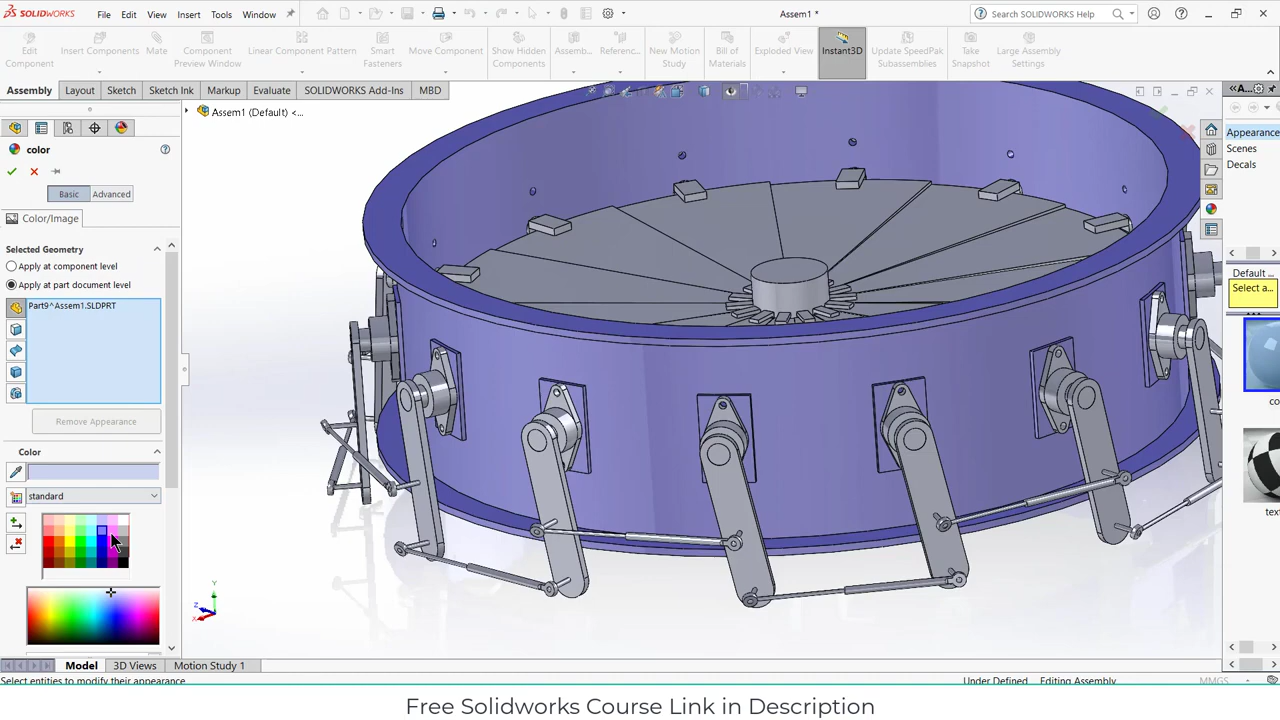 SOLIDWORKS
File Edit View Insert Tools Window
Assem1 *
Search SOLIDWORKS Help
Edit Component
Insert Components
Mate
Component Preview Window
Linear Component Pattern
Smart Fasteners
Move Component
Show Hidden Components
Assemb...
Referenc...
New Motion Study
Bill of Materials
Exploded View
Instant3D
Update SpeedPak Subassemblies
Take Snapshot
Large Assembly Settings
Assembly Layout Sketch Sketch Ink Markup Evaluate SOLIDWORKS Add-Ins MBD
Assem1 (Default) <...
color
Basic Advanced
Color/Image
Selected Geometry
Apply at component level
Apply at part document level
Part9^Assem1.SLDPRT
Remove Appearance
Color
standard
Y
Z
X
«A...
Appearance
Scenes
Decals
Default ...
Select a...
co
text
Model 3D Views Motion Study 1
Select entities to modify their appearance
Under Defined Editing Assembly MMGS
Free Solidworks Course Link in Description